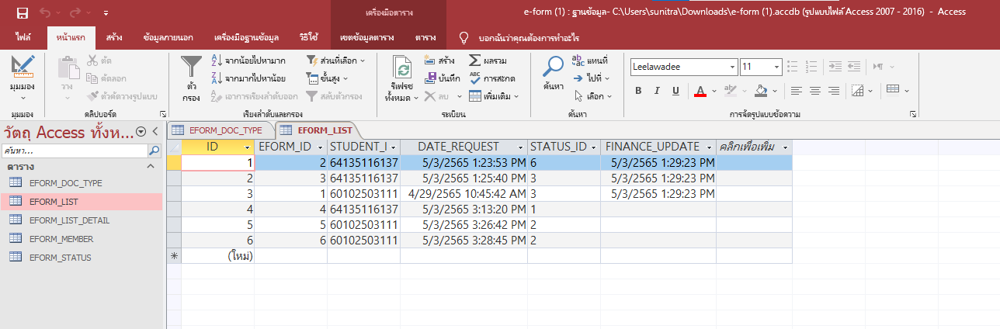 e-form (1) : ฐานข้อมูล- C:\Users\sunitra\Downloads\e-form (1).accdb (รูปแบบไฟล์ Access 2007 - 2016) - Access
เครื่องมือตาราง
ไฟล์ หน้าแรก สร้าง ข้อมูลภายนอก เครื่องมือฐานข้อมูล วิธีใช้ เขตข้อมูลตาราง ตาราง บอกฉันว่าคุณต้องการทำอะไร
มุมมอง
มุมมอง
วาง
ตัด
คัดลอก
ตัวคัดวางรูปแบบ
คลิปบอร์ด
ตัวกรอง
จากน้อยไปหามาก
จากมากไปหาน้อย
เอาการเรียงลำดับออก
ส่วนที่เลือก
ขั้นสูง
สลับตัวกรอง
เรียงลำดับและกรอง
รีเฟรช
ทั้งหมด
สร้าง
บันทึก
ลบ
ผลรวม
การสะกด
เพิ่มเติม
ระเบียน
ค้นหา
แทนที่
ไปที่
เลือก
ค้นหา
Leelawadee 11
B I U A
การจัดรูปแบบข้อความ
วัตถุ Access ทั้งห...
ค้นหา...
ตาราง
EFORM_DOC_TYPE
EFORM_LIST
EFORM_LIST_DETAIL
EFORM_MEMBER
EFORM_STATUS
EFORM_DOC_TYPE EFORM_LIST
ID EFORM_ID STUDENT_I DATE_REQUEST STATUS_ID FINANCE_UPDATE คลิกเพื่อเพิ่ม
1 2 64135116137 5/3/2565 1:23:53 PM 6 5/3/2565 1:29:23 PM
2 3 64135116137 5/3/2565 1:25:40 PM 3 5/3/2565 1:29:23 PM
3 1 60102503111 4/29/2565 10:45:42 AM 3 5/3/2565 1:29:23 PM
4 4 64135116137 5/3/2565 3:13:20 PM 1
5 5 60102503111 5/3/2565 3:26:42 PM 2
6 6 60102503111 5/3/2565 3:28:45 PM 2
(ใหม่)